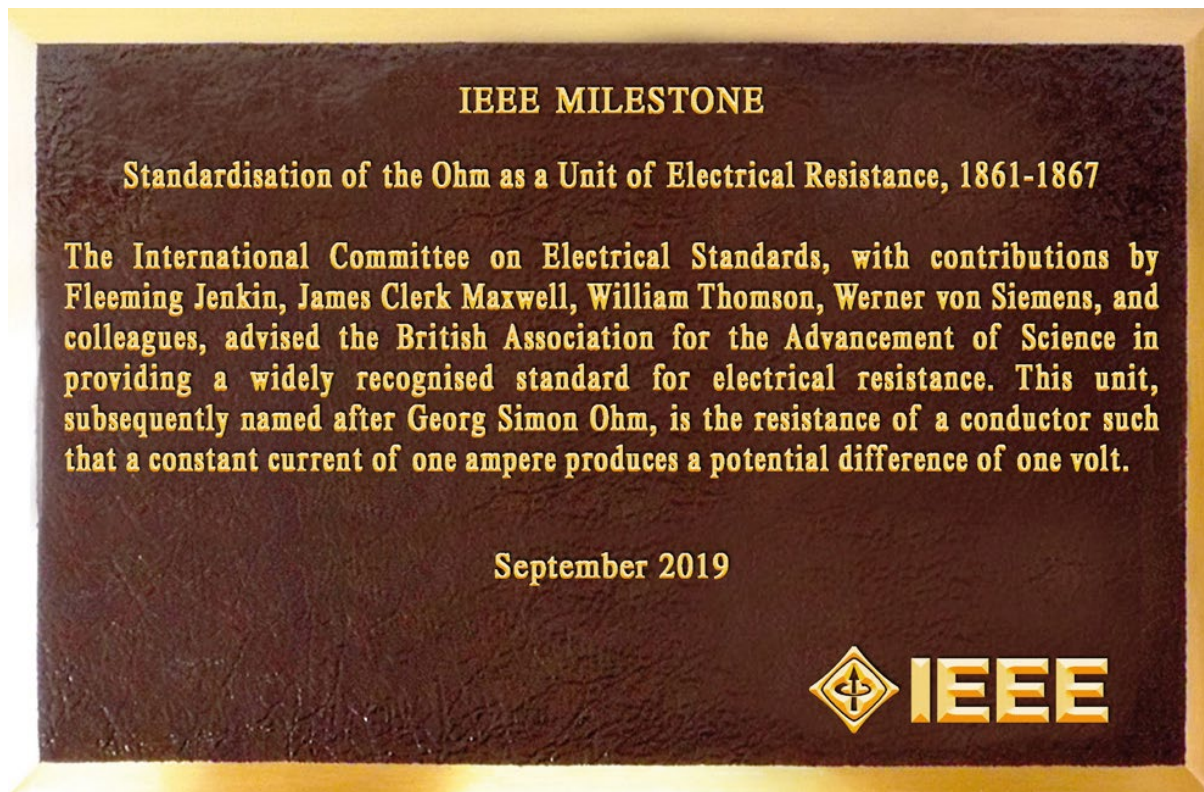 IEEE MILESTONE
Standardisation of the Ohm as a Unit of Electrical Resistance, 1861-1867
The International Committee on Electrical Standards, with contributions by
Fleeming Jenkin, James Clerk Maxwell, William Thomson, Werner von Siemens, and
colleagues, advised the British Association for the Advancement of Science in
providing a widely recognised standard for electrical resistance. This unit,
subsequently named after Georg Simon Ohm, is the resistance of a conductor such
that a constant current of one ampere produces a potential difference of one volt.
September 2019
IEEE